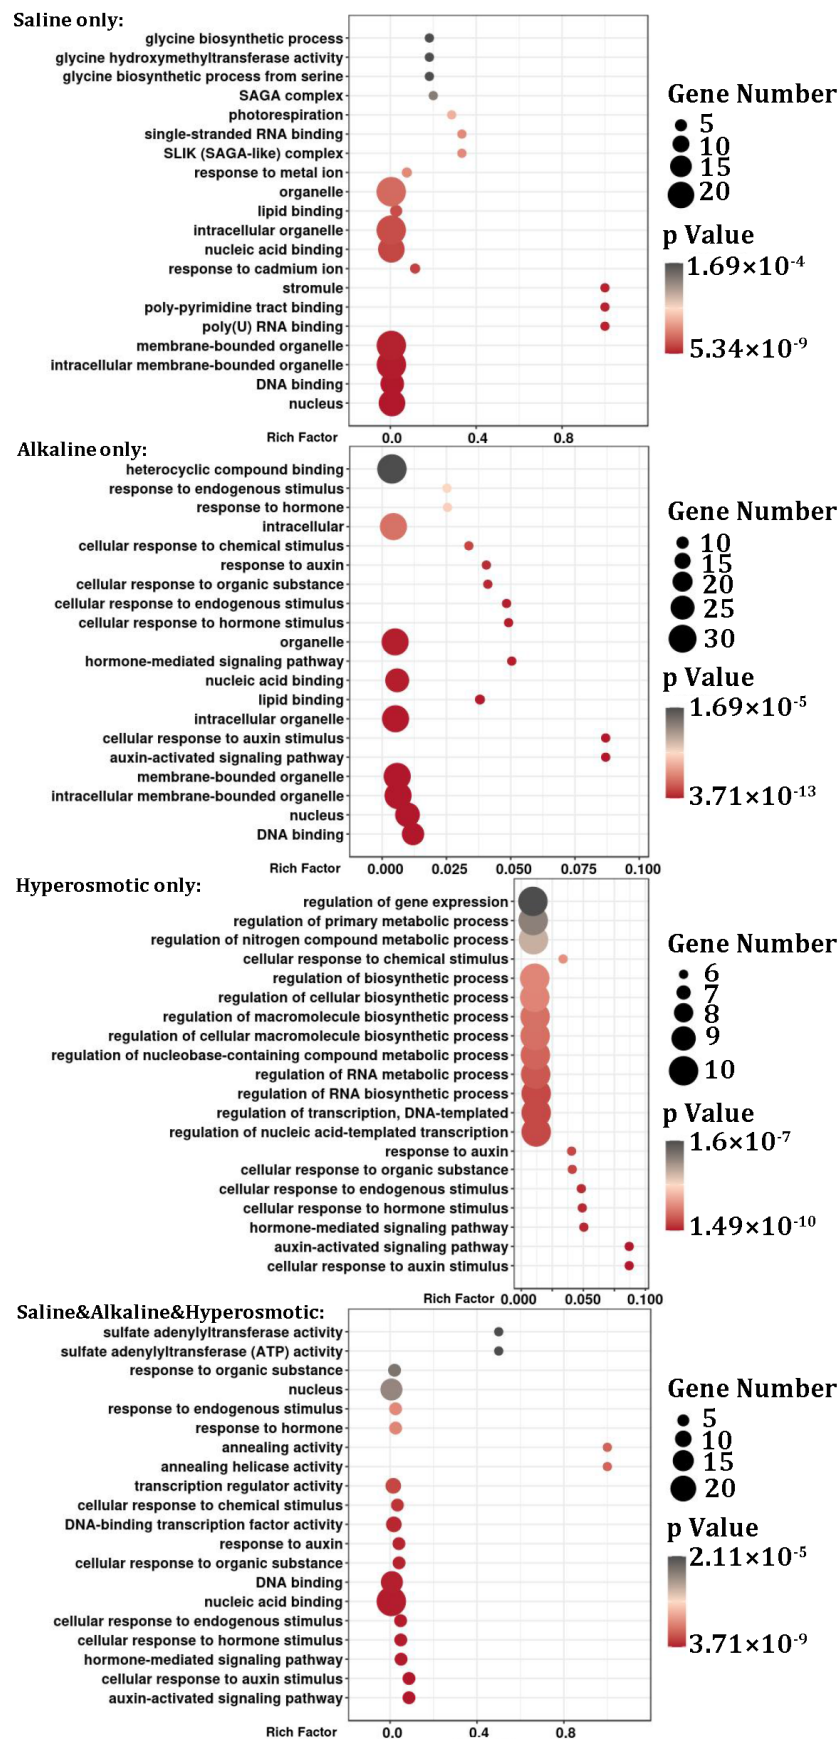 Saline only:
glycine biosynthetic process
glycine hydroxymethyltransferase activity
glycine biosynthetic process from serine
SAGA complex
photorespiration
single-stranded RNA binding
SLIK (SAGA-like) complex
response to metal ion
organelle
lipid binding
intracellular organelle
nucleic acid binding
response to cadmium ion
stromule
poly-pyrimidine tract binding
poly(U) RNA binding
membrane-bounded organelle
intracellular membrane-bounded organelle
DNA binding
nucleus
Rich Factor 0.0 0.4 0.8
Gene Number
5
10
15
20
p Value
1.69×10-4
5.34×10-9
Alkaline only:
heterocyclic compound binding
response to endogenous stimulus
response to hormone
intracellular
cellular response to chemical stimulus
response to auxin
cellular response to organic substance
cellular response to endogenous stimulus
cellular response to hormone stimulus
organelle
hormone-mediated signaling pathway
nucleic acid binding
lipid binding
intracellular organelle
cellular response to auxin stimulus
auxin-activated signaling pathway
membrane-bounded organelle
intracellular membrane-bounded organelle
nucleus
DNA binding
Rich Factor 0.000 0.025 0.050 0.075 0.100
Gene Number
10
15
20
25
30
p Value
1.69×10-5
3.71×10-13
Hyperosmotic only:
regulation of gene expression
regulation of primary metabolic process
regulation of nitrogen compound metabolic process
cellular response to chemical stimulus
regulation of biosynthetic process
regulation of cellular biosynthetic process
regulation of macromolecule biosynthetic process
regulation of cellular macromolecule biosynthetic process
regulation of nucleobase-containing compound metabolic process
regulation of RNA metabolic process
regulation of RNA biosynthetic process
regulation of transcription, DNA-templated
regulation of nucleic acid-templated transcription
response to auxin
cellular response to organic substance
cellular response to endogenous stimulus
cellular response to hormone stimulus
hormone-mediated signaling pathway
auxin-activated signaling pathway
cellular response to auxin stimulus
Rich Factor 0.000 0.050 0.100
Gene Number
6
7
8
9
10
p Value
1.6×10-7
1.49×10-10
Saline&Alkaline&Hyperosmotic:
sulfate adenylyltransferase activity
sulfate adenylyltransferase (ATP) activity
response to organic substance
nucleus
response to endogenous stimulus
response to hormone
annealing activity
annealing helicase activity
transcription regulator activity
cellular response to chemical stimulus
DNA-binding transcription factor activity
response to auxin
cellular response to organic substance
DNA binding
nucleic acid binding
cellular response to endogenous stimulus
cellular response to hormone stimulus
hormone-mediated signaling pathway
cellular response to auxin stimulus
auxin-activated signaling pathway
Rich Factor 0.0 0.4 0.8
Gene Number
5
10
15
20
p Value
2.11×10-5
3.71×10-9